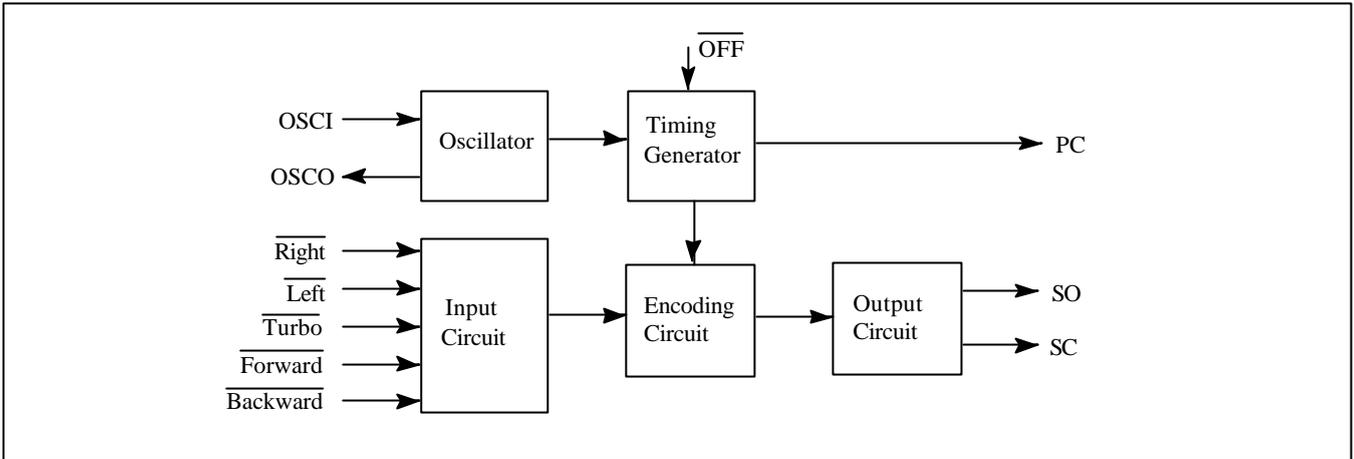 OFF
OSCI
Oscillator
Timing
Generator
PC
OSCO
Right
Left
Turbo
Forward
Backward
Input
Circuit
Encoding
Circuit
Output
Circuit
SO
SC